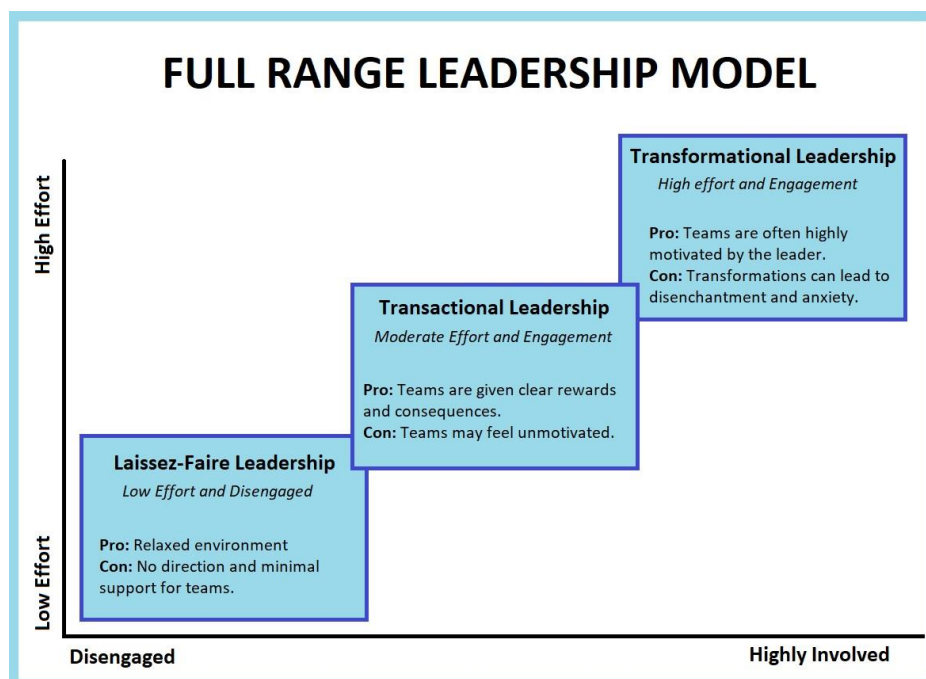 FULL RANGE LEADERSHIP MODEL
High Effort
Low Effort
Transformational Leadership
High effort and Engagement
Pro: Teams are often highly
motivated by the leader.
Con: Transformations can lead to
disenchantment and anxiety.
Transactional Leadership
Moderate Effort and Engagement
Pro: Teams are given clear rewards
and consequences.
Con: Teams may feel unmotivated.
Laissez-Faire Leadership
Low Effort and Disengaged
Pro: Relaxed environment
Con: No direction and minimal
support for teams.
Disengaged
Highly Involved